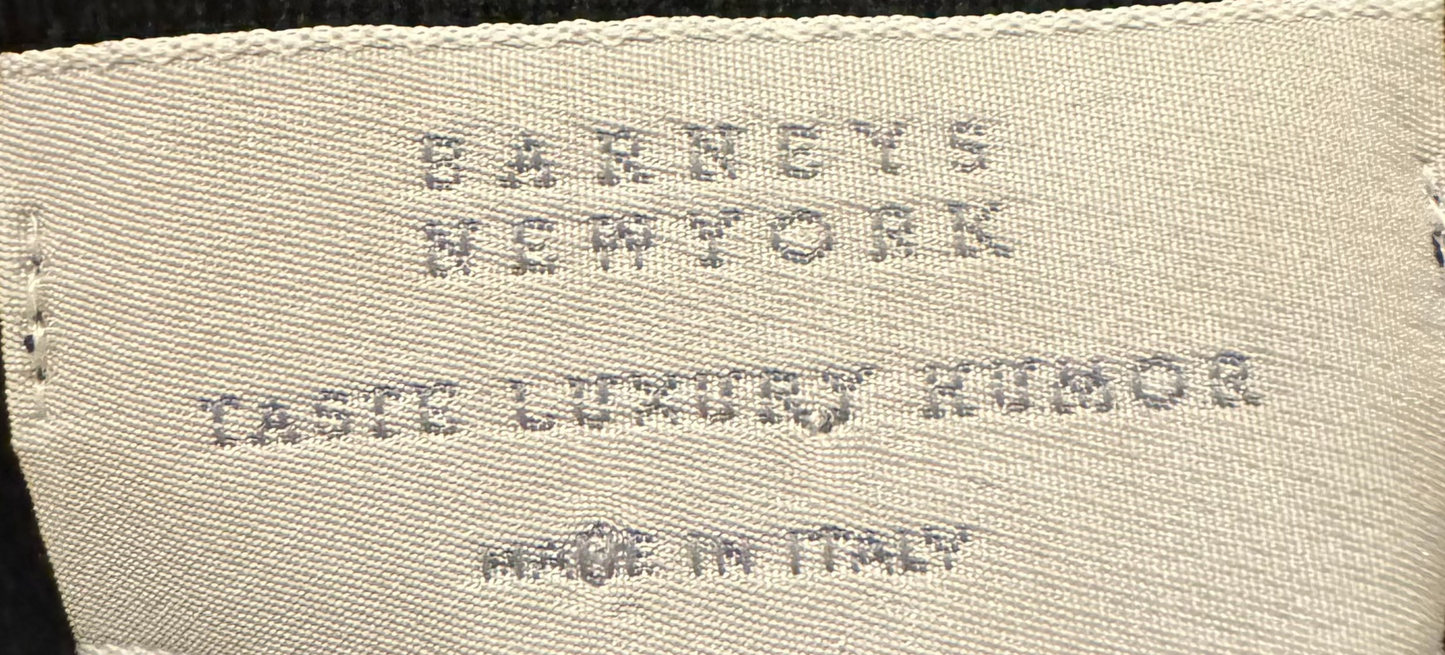 BARNEYS
NEWYORK
TASTE LUXURY HUMOR
MADE IN ITALY